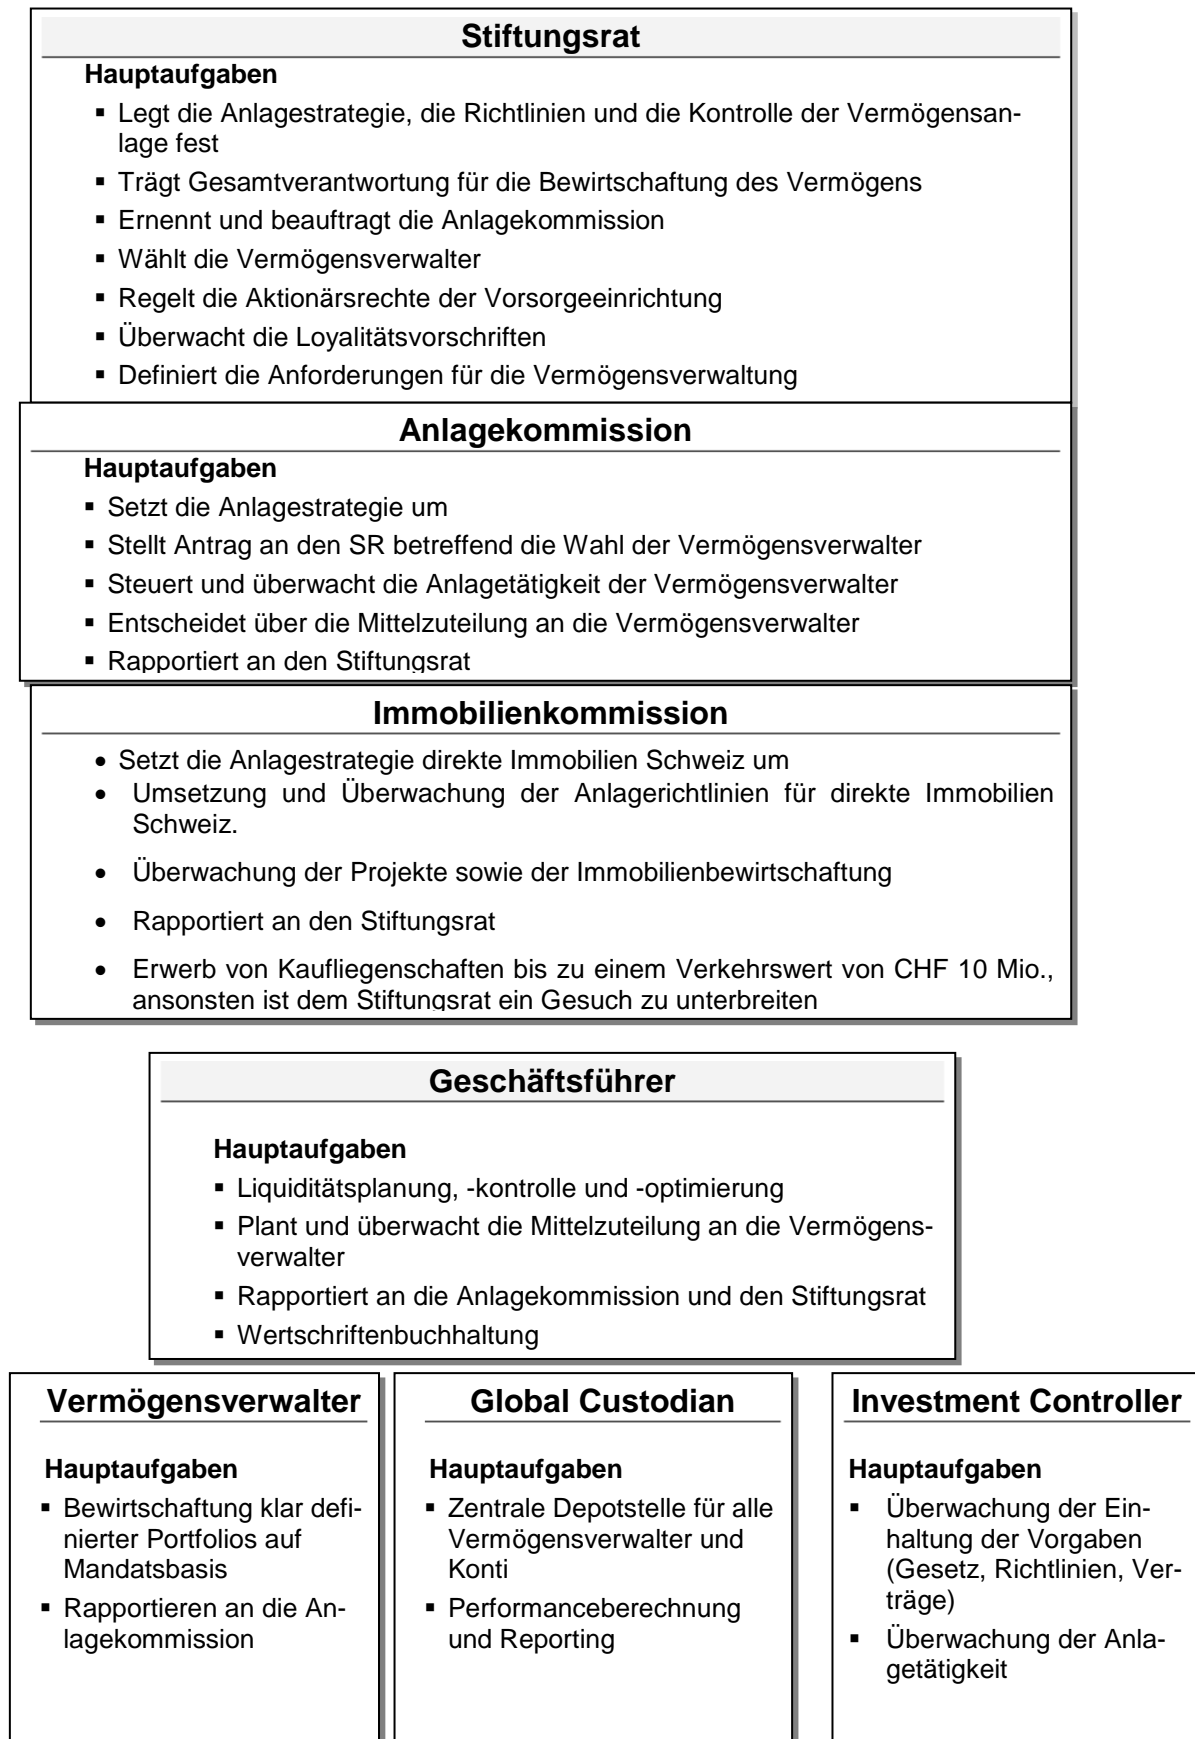 Stiftungsrat
Hauptaufgaben
▪ Legt die Anlagestrategie, die Richtlinien und die Kontrolle der Vermögensan-
lage fest
▪ Trägt Gesamtverantwortung für die Bewirtschaftung des Vermögens
▪ Ernennt und beauftragt die Anlagekommission
▪ Wählt die Vermögensverwalter
▪ Regelt die Aktionärsrechte der Vorsorgeeinrichtung
▪ Überwacht die Loyalitätsvorschriften
▪ Definiert die Anforderungen für die Vermögensverwaltung
Anlagekommission
Hauptaufgaben
▪ Setzt die Anlagestrategie um
▪ Stellt Antrag an den SR betreffend die Wahl der Vermögensverwalter
▪ Steuert und überwacht die Anlagetätigkeit der Vermögensverwalter
▪ Entscheidet über die Mittelzuteilung an die Vermögensverwalter
▪ Rapportiert an den Stiftungsrat
Immobilienkommission
• Setzt die Anlagestrategie direkte Immobilien Schweiz um
• Umsetzung und Überwachung der Anlagerichtlinien für direkte Immobilien
Schweiz.
• Überwachung der Projekte sowie der Immobilienbewirtschaftung
• Rapportiert an den Stiftungsrat
• Erwerb von Kaufliegenschaften bis zu einem Verkehrswert von CHF 10 Mio.,
ansonsten ist dem Stiftungsrat ein Gesuch zu unterbreiten
Geschäftsführer
Hauptaufgaben
▪ Liquiditätsplanung, -kontrolle und -optimierung
▪ Plant und überwacht die Mittelzuteilung an die Vermögens-
verwalter
▪ Rapportiert an die Anlagekommission und den Stiftungsrat
▪ Wertschriftenbuchhaltung
Vermögensverwalter
Hauptaufgaben
▪ Bewirtschaftung klar defi-
nierter Portfolios auf
Mandatsbasis
▪ Rapportieren an die An-
lagekommission
Global Custodian
Hauptaufgaben
▪ Zentrale Depotstelle für alle
Vermögensverwalter und
Konti
▪ Performanceberechnung
und Reporting
Investment Controller
Hauptaufgaben
▪ Überwachung der Ein-
haltung der Vorgaben
(Gesetz, Richtlinien, Ver-
träge)
▪ Überwachung der Anla-
getätigkeit